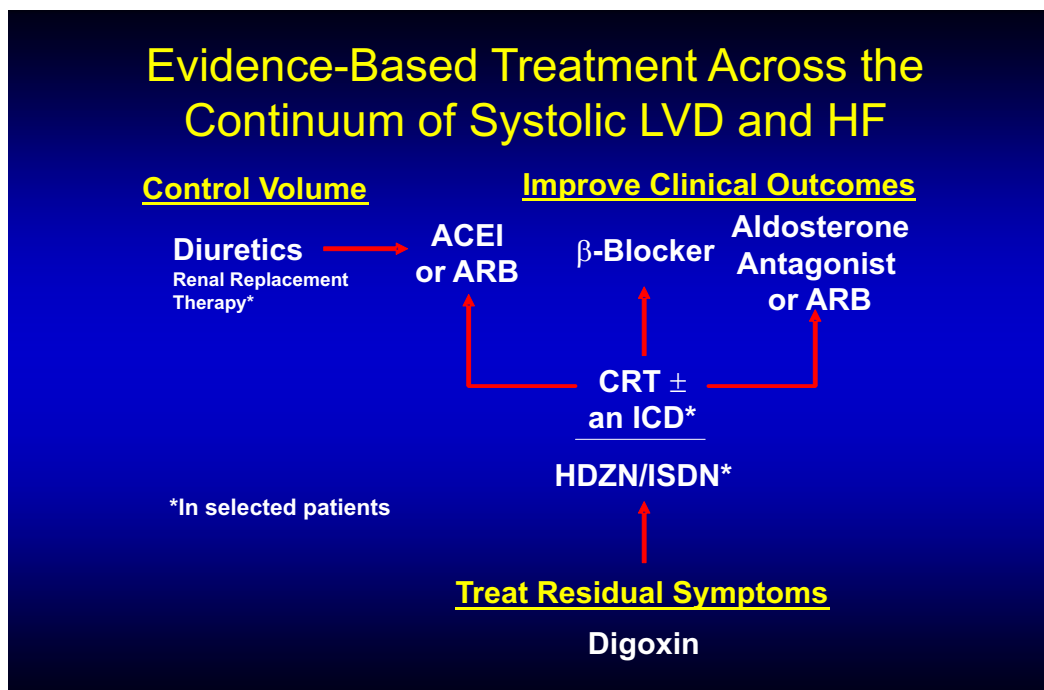 Evidence-Based Treatment Across the
Continuum of Systolic LVD and HF
Control Volume
Improve Clinical Outcomes
Diuretics
Renal Replacement
Therapy*
ACEI
or ARB
β-Blocker
Aldosterone
Antagonist
or ARB
CRT ±
an ICD*
HDZN/ISDN*
*In selected patients
Treat Residual Symptoms
Digoxin